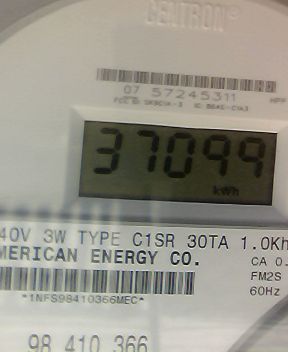 CENTRON®
07 57245311
37099
kWh
40V 3W TYPE C1SR 30TA 1.0Kh
MERICAN ENERGY CO.
CA 0.
FM2S
60Hz
*1NFS98410366MEC*
98 410 366